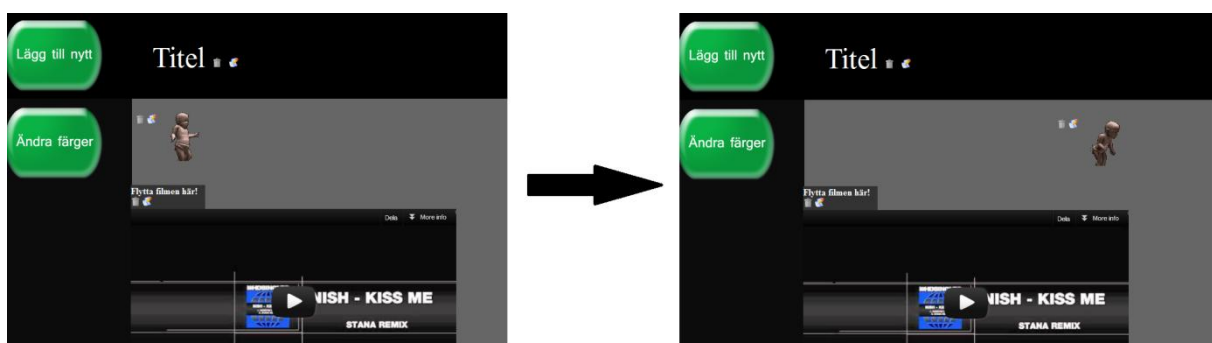 Lägg till nytt
Titel
Ändra färger
Flytta filmen här!
Dela More info
NISH - KISS ME
STANA REMIX
Lägg till nytt
Titel
Ändra färger
Flytta filmen här!
Dela More info
NISH - KISS ME
STANA REMIX